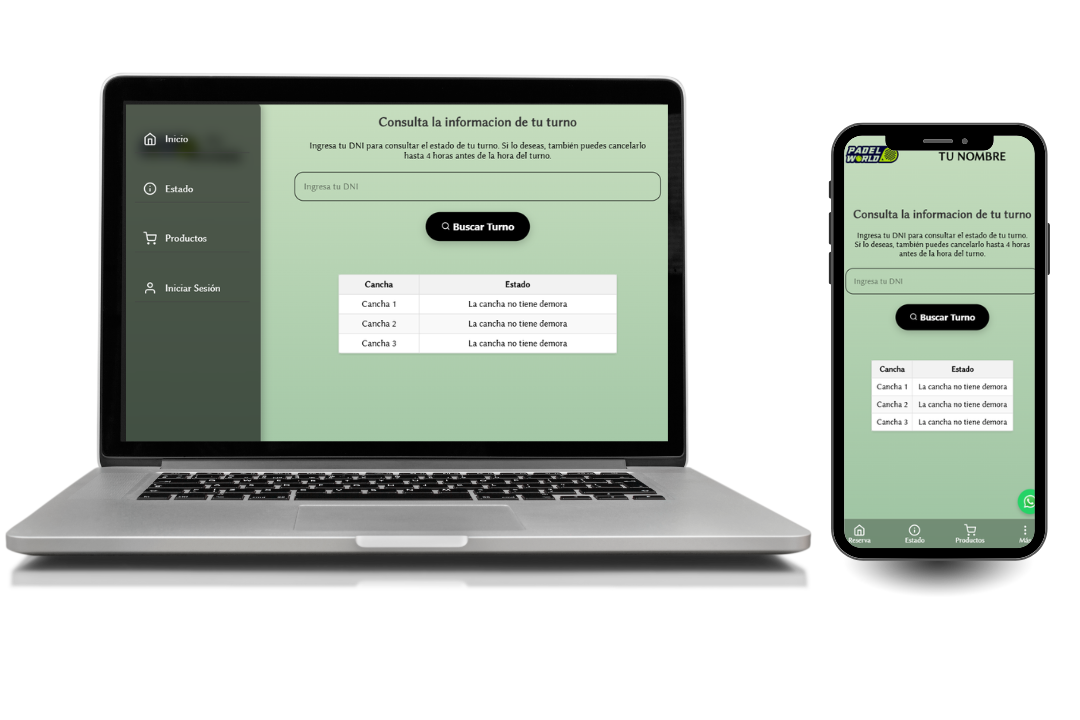 Inicio
Estado
Productos
Iniciar Sesión
Consulta la informacion de tu turno
Ingresa tu DNI para consultar el estado de tu turno. Si lo deseas, también puedes cancelarlo
hasta 4 horas antes de la hora del turno.
Ingresa tu DNI
Buscar Turno
Cancha Estado
Cancha 1 La cancha no tiene demora
Cancha 2 La cancha no tiene demora
Cancha 3 La cancha no tiene demora
PADEL
WORLD
TU NOMBRE
Consulta la informacion de tu turno
Ingresa tu DNI para consultar el estado de tu turno.
Si lo deseas, también puedes cancelarlo hasta 4 horas
antes de la hora del turno.
Ingresa tu DNI
Buscar Turno
Cancha Estado
Cancha 1 La cancha no tiene demora
Cancha 2 La cancha no tiene demora
Cancha 3 La cancha no tiene demora
Reserva Estado Productos Más